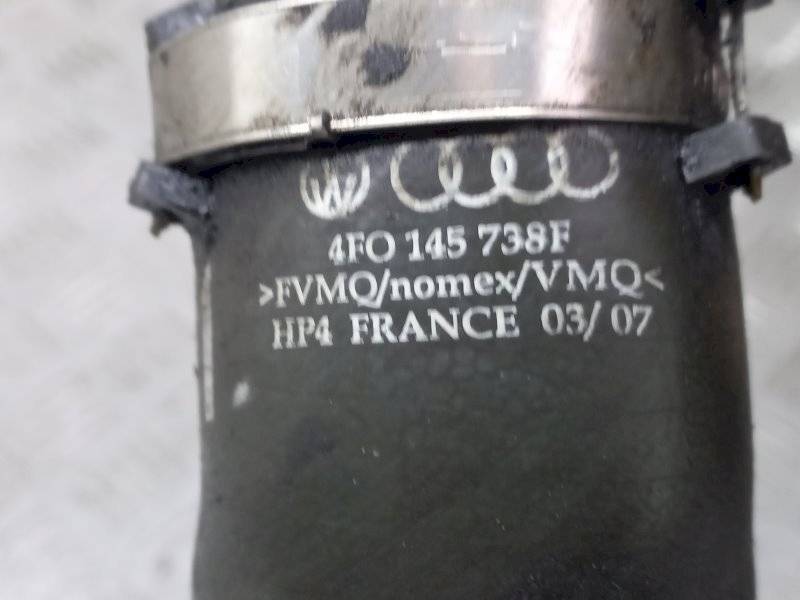 4FO 145 738F
>FVMQ/nomex/VMQ<
HP4 FRANCE 03/07